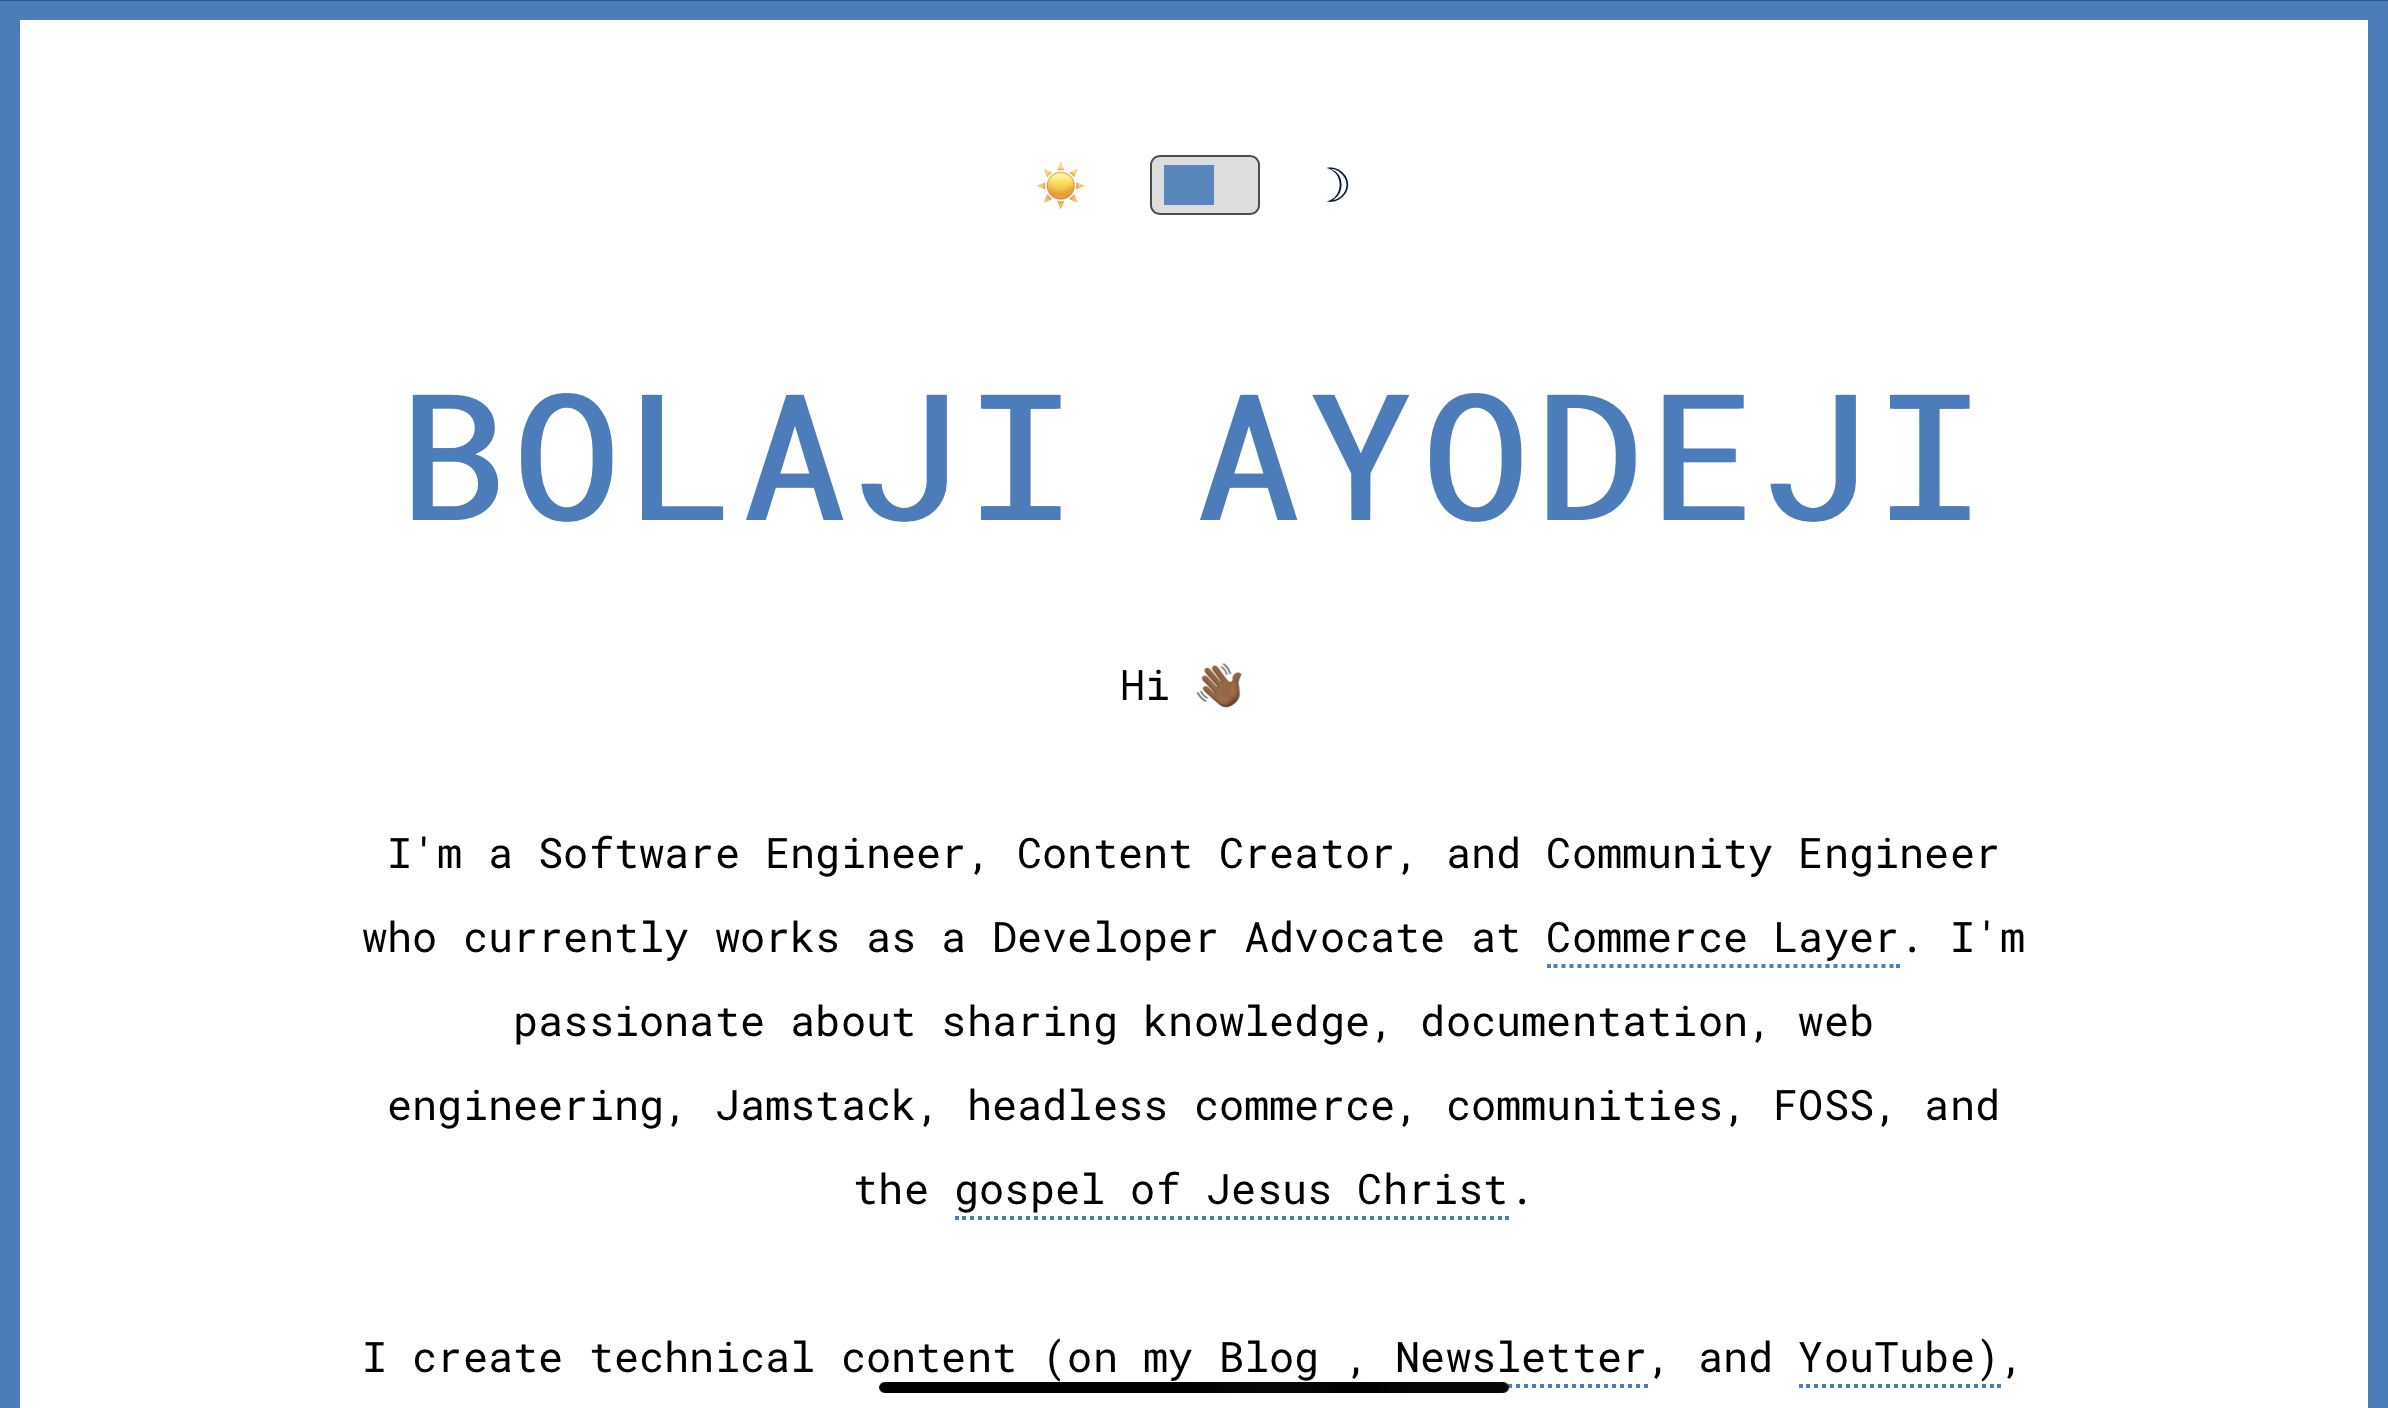 BOLAJI AYODEJI
Hi 👋🏾
I'm a Software Engineer, Content Creator, and Community Engineer
who currently works as a Developer Advocate at Commerce Layer. I'm
passionate about sharing knowledge, documentation, web
engineering, Jamstack, headless commerce, communities, FOSS, and
the gospel of Jesus Christ.
I create technical content (on my Blog , Newsletter, and YouTube),